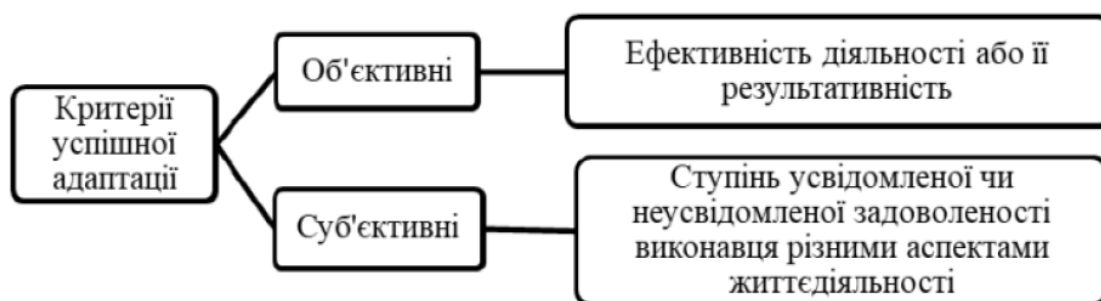 Критерії
успішної
адаптації
Об'єктивні
Ефективність діяльності або її
результативність
Суб'єктивні
Ступінь усвідомленої чи
неусвідомленої задоволеності
виконавця різними аспектами
життєдіяльності